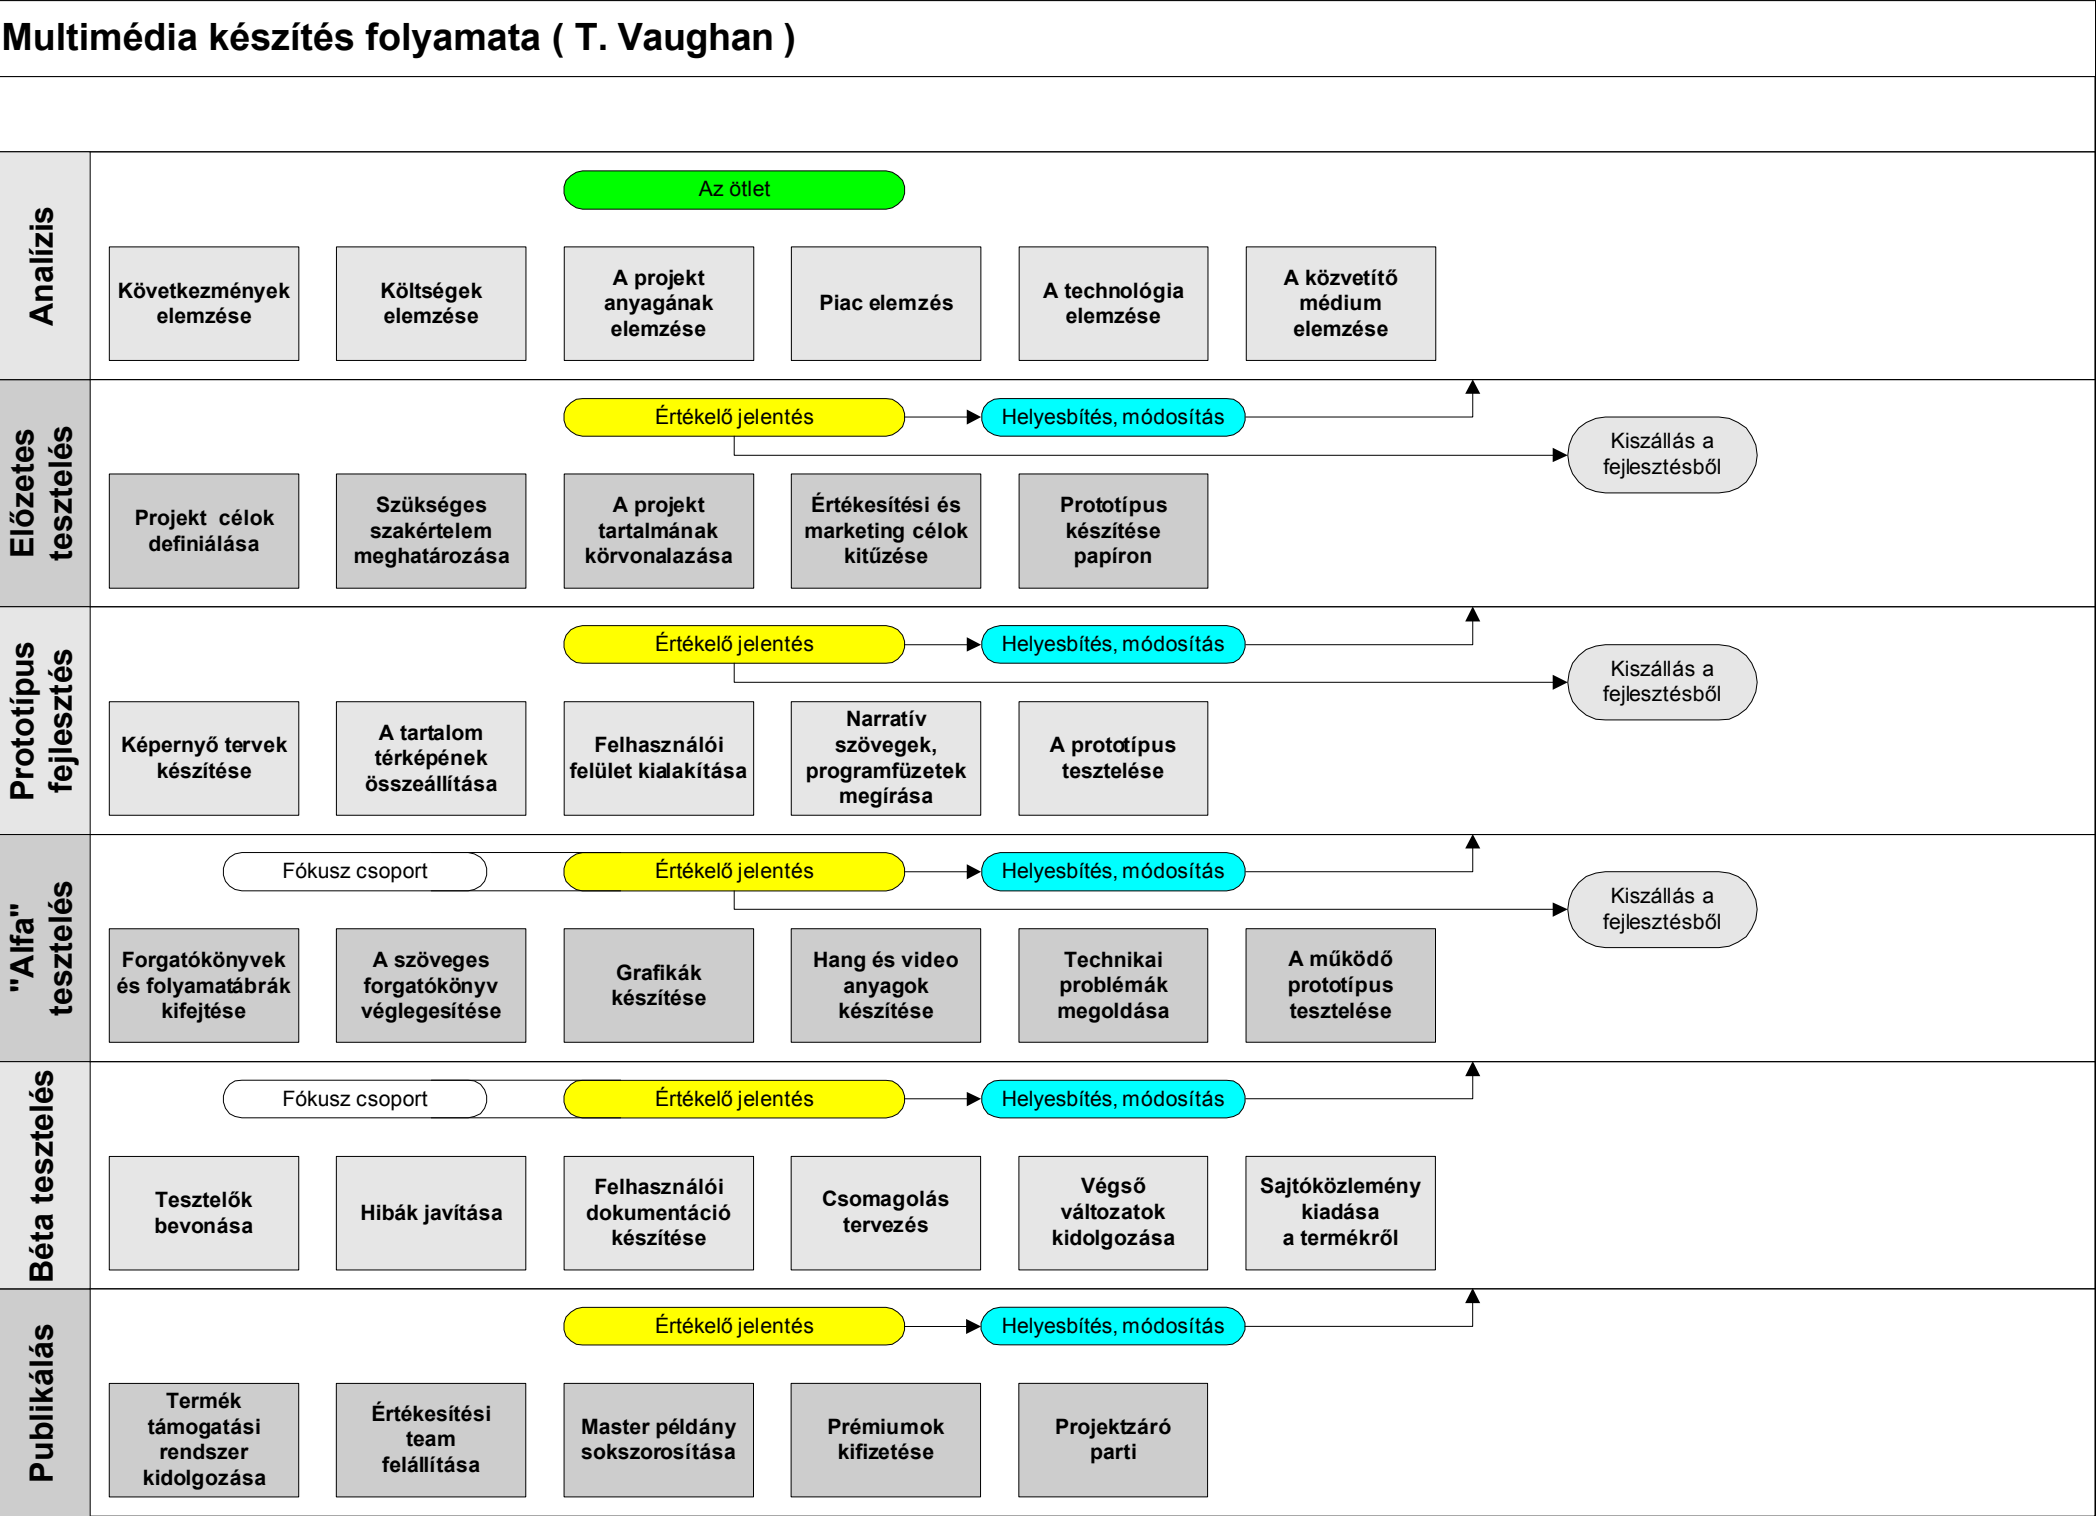 Multimédia készítés folyamata ( T. Vaughan )
Analízis
Az ötlet
Következmények
elemzése
Költségek
elemzése
A projekt
anyagának
elemzése
Piac elemzés
A technológia
elemzése
A közvetítő
médium
elemzése
Előzetes
tesztelés
Értékelő jelentés
Helyesbítés, módosítás
Kiszállás a
fejlesztésből
Projekt célok
definiálása
Szükséges
szakértelem
meghatározása
A projekt
tartalmának
körvonalazása
Értékesítési és
marketing célok
kitűzése
Prototípus
készítése
papíron
Prototípus
fejlesztés
Értékelő jelentés
Helyesbítés, módosítás
Kiszállás a
fejlesztésből
Képernyő tervek
készítése
A tartalom
térképének
összeállítása
Felhasználói
felület kialakítása
Narratív
szövegek,
programfüzetek
megírása
A prototípus
tesztelése
"Alfa"
tesztelés
Fókusz csoport
Értékelő jelentés
Helyesbítés, módosítás
Kiszállás a
fejlesztésből
Forgatókönyvek
és folyamatábrák
kifejtése
A szöveges
forgatókönyv
véglegesítése
Grafikák
készítése
Hang és video
anyagok
készítése
Technikai
problémák
megoldása
A működő
prototípus
tesztelése
Béta tesztelés
Fókusz csoport
Értékelő jelentés
Helyesbítés, módosítás
Tesztelők
bevonása
Hibák javítása
Felhasználói
dokumentáció
készítése
Csomagolás
tervezés
Végső
változatok
kidolgozása
Sajtóközlemény
kiadása
a termékről
Publikálás
Értékelő jelentés
Helyesbítés, módosítás
Termék
támogatási
rendszer
kidolgozása
Értékesítési
team
felállítása
Master példány
sokszorosítása
Prémiumok
kifizetése
Projektzáró
parti